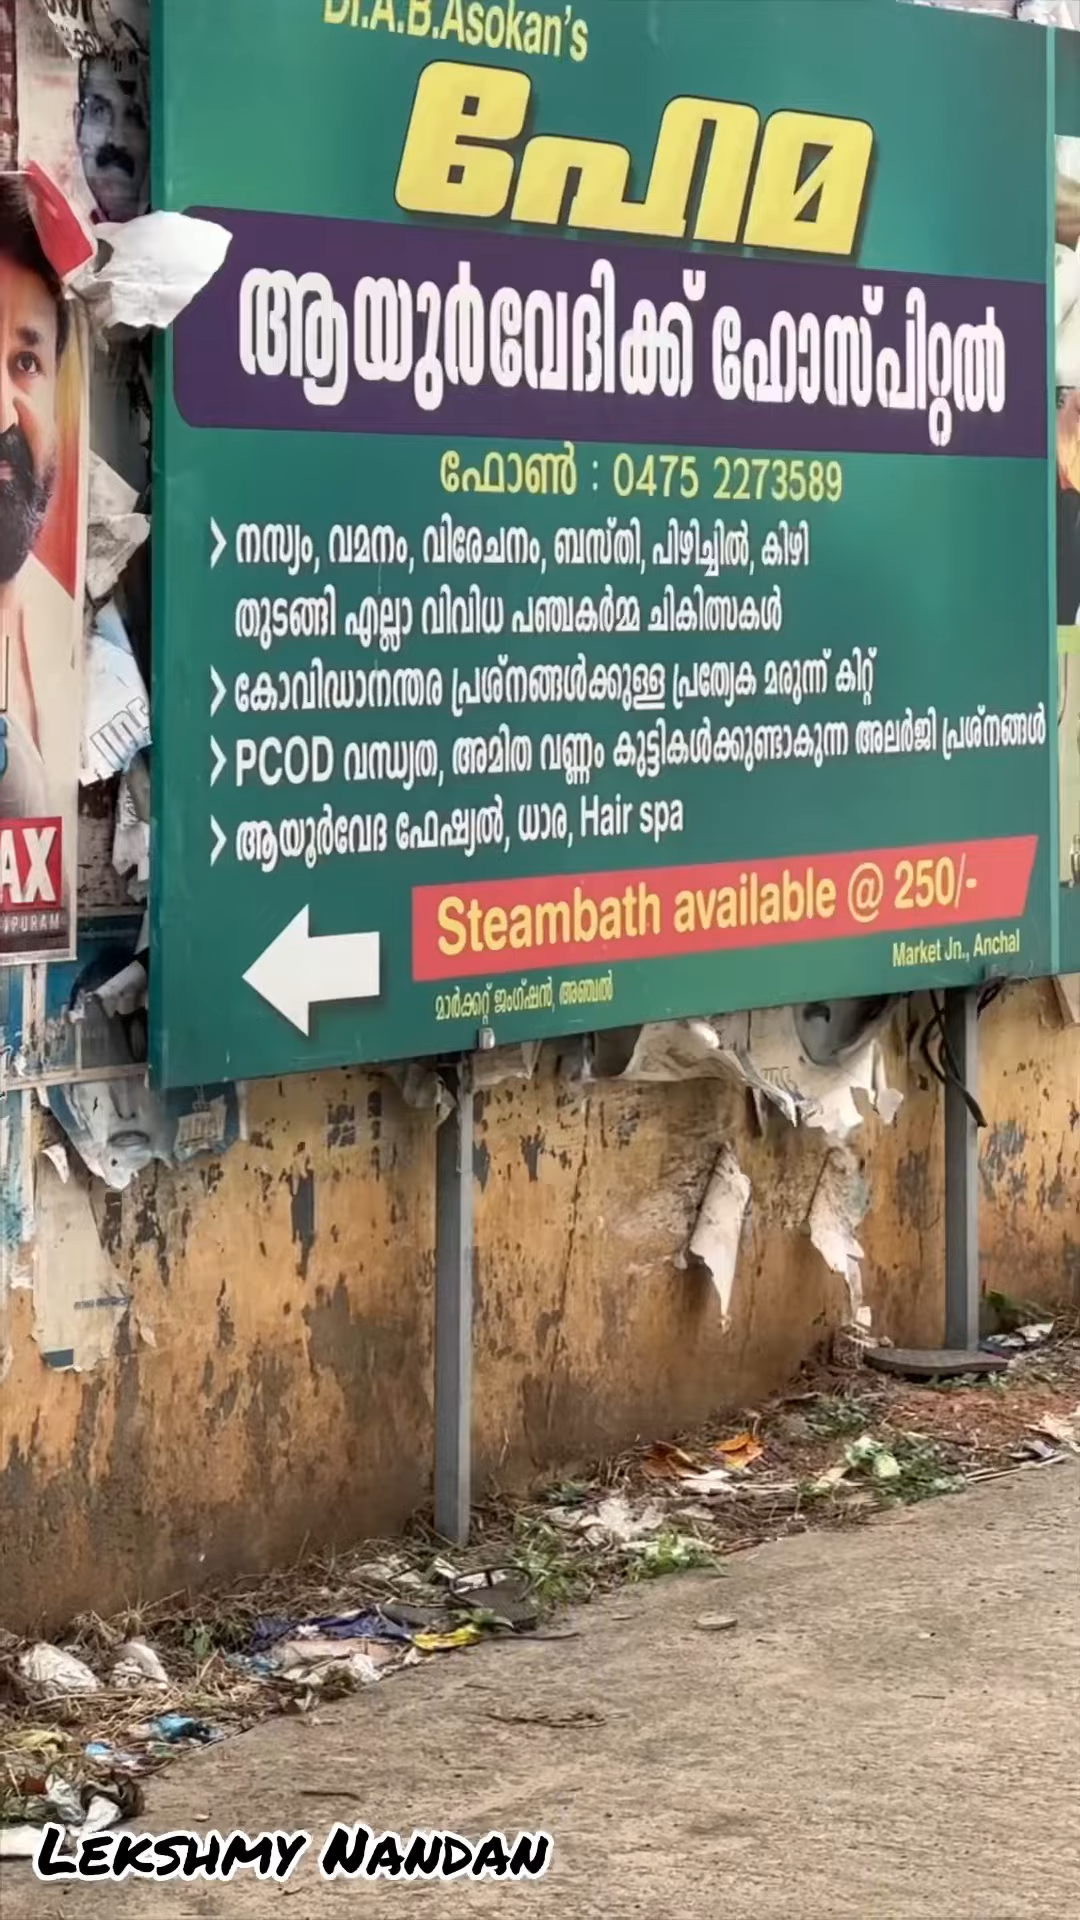 Dr.A.B.Asokan's
ഹേമ
ആയുർവേദിക്ക് ഹോസ്പിറ്റൽ
ഫോൺ : 0475 2273589
നസ്യം, വമനം, വിരേചനം, ബസ്തി, പിഴിച്ചിൽ, കിഴി
തുടങ്ങി എല്ലാ വിവിധ പഞ്ചകർമ്മ ചികിത്സകൾ
കോവിഡാനന്തര പ്രശ്നങ്ങൾക്കുള്ള പ്രത്യേക മരുന്ന് കിറ്റ്
PCOD വന്ധ്യത, അമിത വണ്ണം കുട്ടികൾക്കുണ്ടാകുന്ന അലർജി പ്രശ്നങ്ങൾ
ആയൂർവേദ ഫേഷ്യൽ, ധാര, Hair spa
Steambath available @ 250/-
Market Jn., Anchal
മാർക്കറ്റ് ജംഗ്ഷൻ, അഞ്ചൽ
AX
Lekshmy Nandan